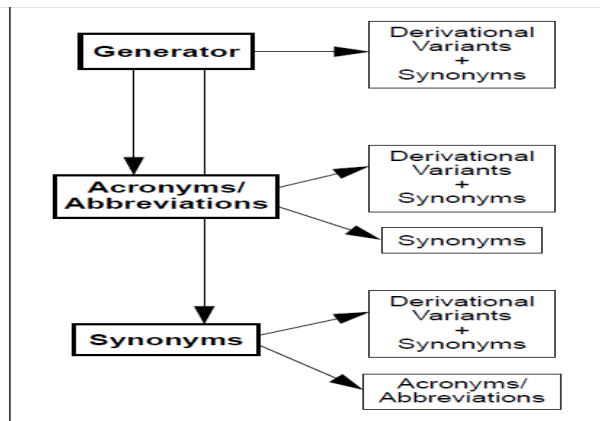 Generator
Derivational
Variants
+
Synonyms
Acronyms/
Abbreviations
Derivational
Variants
+
Synonyms
Synonyms
Synonyms
Derivational
Variants
+
Synonyms
Acronyms/
Abbreviations